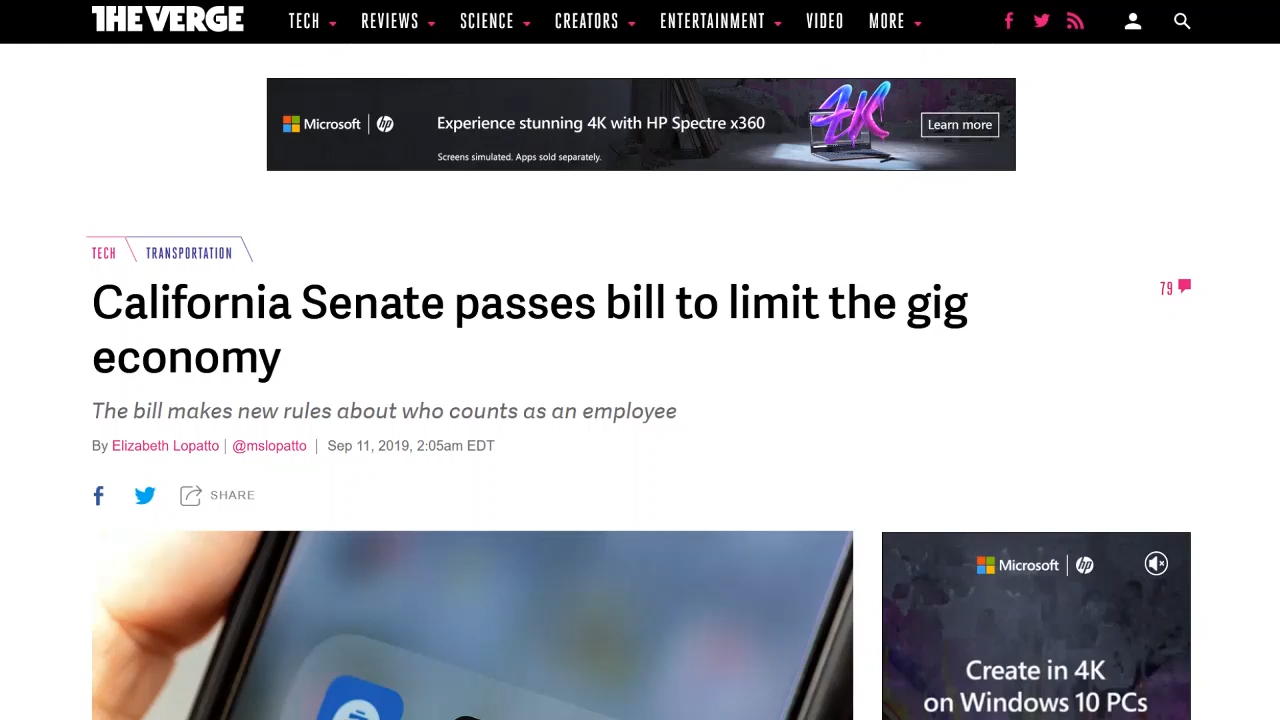 THE VERGE
TECH REVIEWS SCIENCE CREATORS ENTERTAINMENT VIDEO MORE
Microsoft hp Experience stunning 4K with HP Spectre x360 4K Learn more
Screens simulated. Apps sold separately.
TECH TRANSPORTATION
California Senate passes bill to limit the gig
economy
79
The bill makes new rules about who counts as an employee
By Elizabeth Lopatto | @mslopatto | Sep 11, 2019, 2:05am EDT
SHARE
Microsoft hp
Create in 4K
on Windows 10 PCs